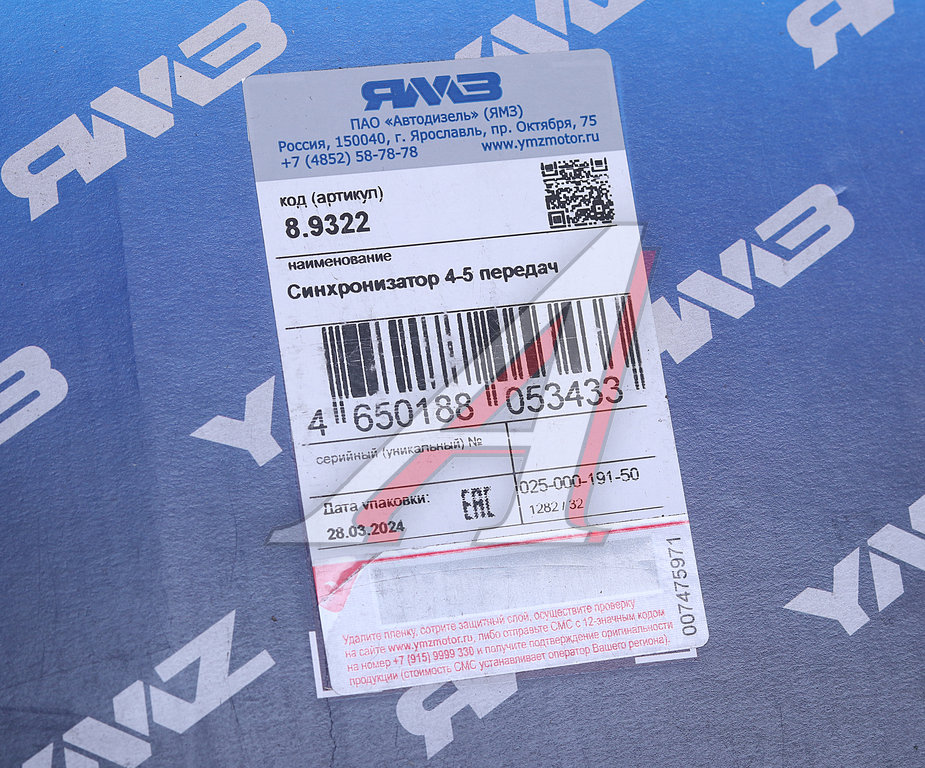 ЯМЗ
ЯМЗ
ПАО «Автодизель» (ЯМЗ)
Россия, 150040, г. Ярославль, пр. Октября, 75
+7 (4852) 58-78-78 www.ymzmotor.ru
код (артикул)
8.9322
наименование
Синхронизатор 4-5 передач
ЯМЗ
4 650188 053433
серийный (уникальный) №
Дата упаковки:
EAC
025-000-191-50
28.03.2024
1282 / 32
007475971
Удалите пленку, сотрите защитный слой, осуществите проверку
на сайте www.ymzmotor.ru, либо отправьте СМС с 12-значным кодом
на номер +7 (915) 9999 330 и получите подтверждение оригинальности
продукции (стоимость СМС устанавливает оператор Вашего региона).
YMZ